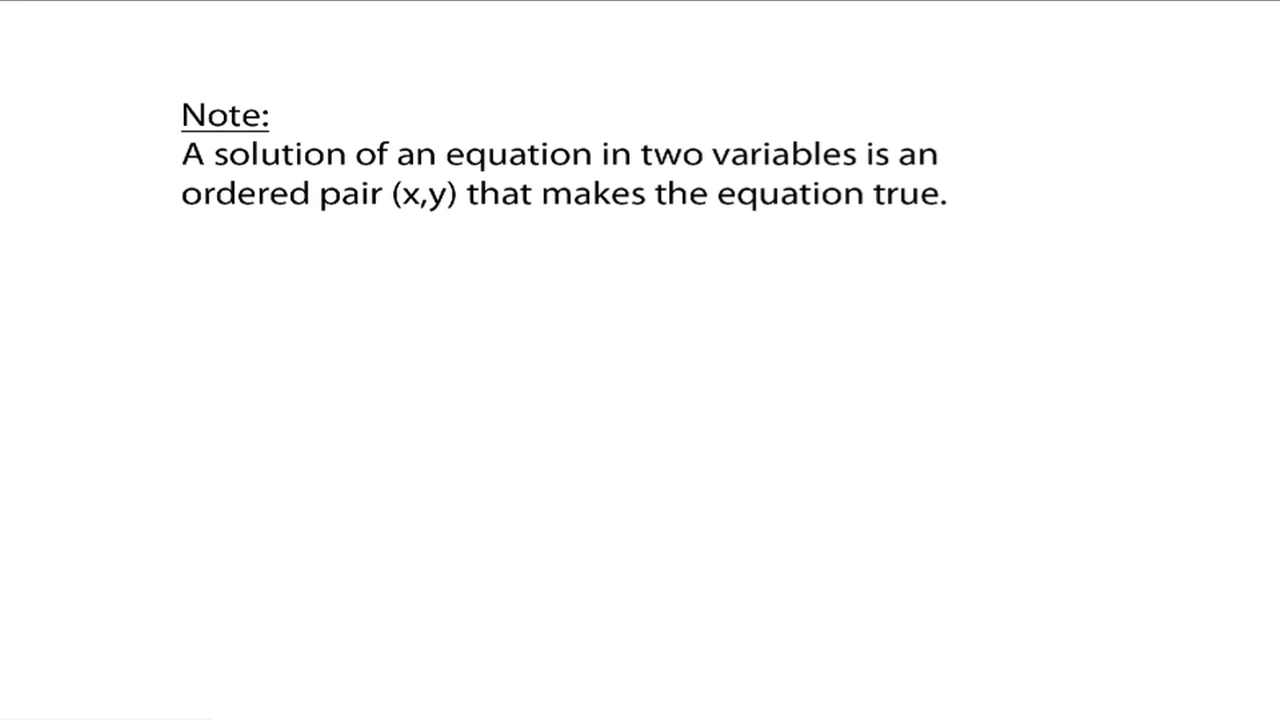 Note:
A solution of an equation in two variables is an
ordered pair (x,y) that makes the equation true.